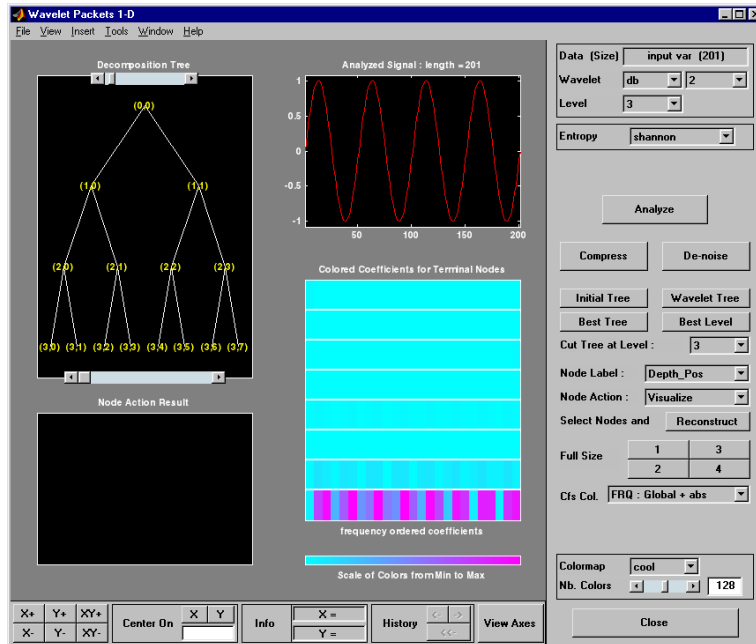 Wavelet Packets 1-D
File View Insert Tools Window Help
Decomposition Tree
(0,0)
(1,0) (1,1)
(2,0) (2,1) (2,2) (2,3)
(3,0) (3,1) (3,2) (3,3) (3,4) (3,5) (3,6) (3,7)
Node Action Result
Analyzed Signal : length = 201
1
0.5
0
-0.5
-1
50 100 150 200
Colored Coefficients for Terminal Nodes
frequency ordered coefficients
Scale of Colors from Min to Max
Data (Size) input var (201)
Wavelet db 2
Level 3
Entropy shannon
Analyze
Compress De-noise
Initial Tree Wavelet Tree
Best Tree Best Level
Cut Tree at Level : 3
Node Label : Depth_Pos
Node Action : Visualize
Select Nodes and Reconstruct
Full Size 1 3
2 4
Cfs Col. FRQ : Global + abs
Colormap cool
Nb. Colors 128
Close
X+ Y+ XY+
X- Y- XY-
Center On X Y
Info X =
Y =
History <- ->
<<-
View Axes